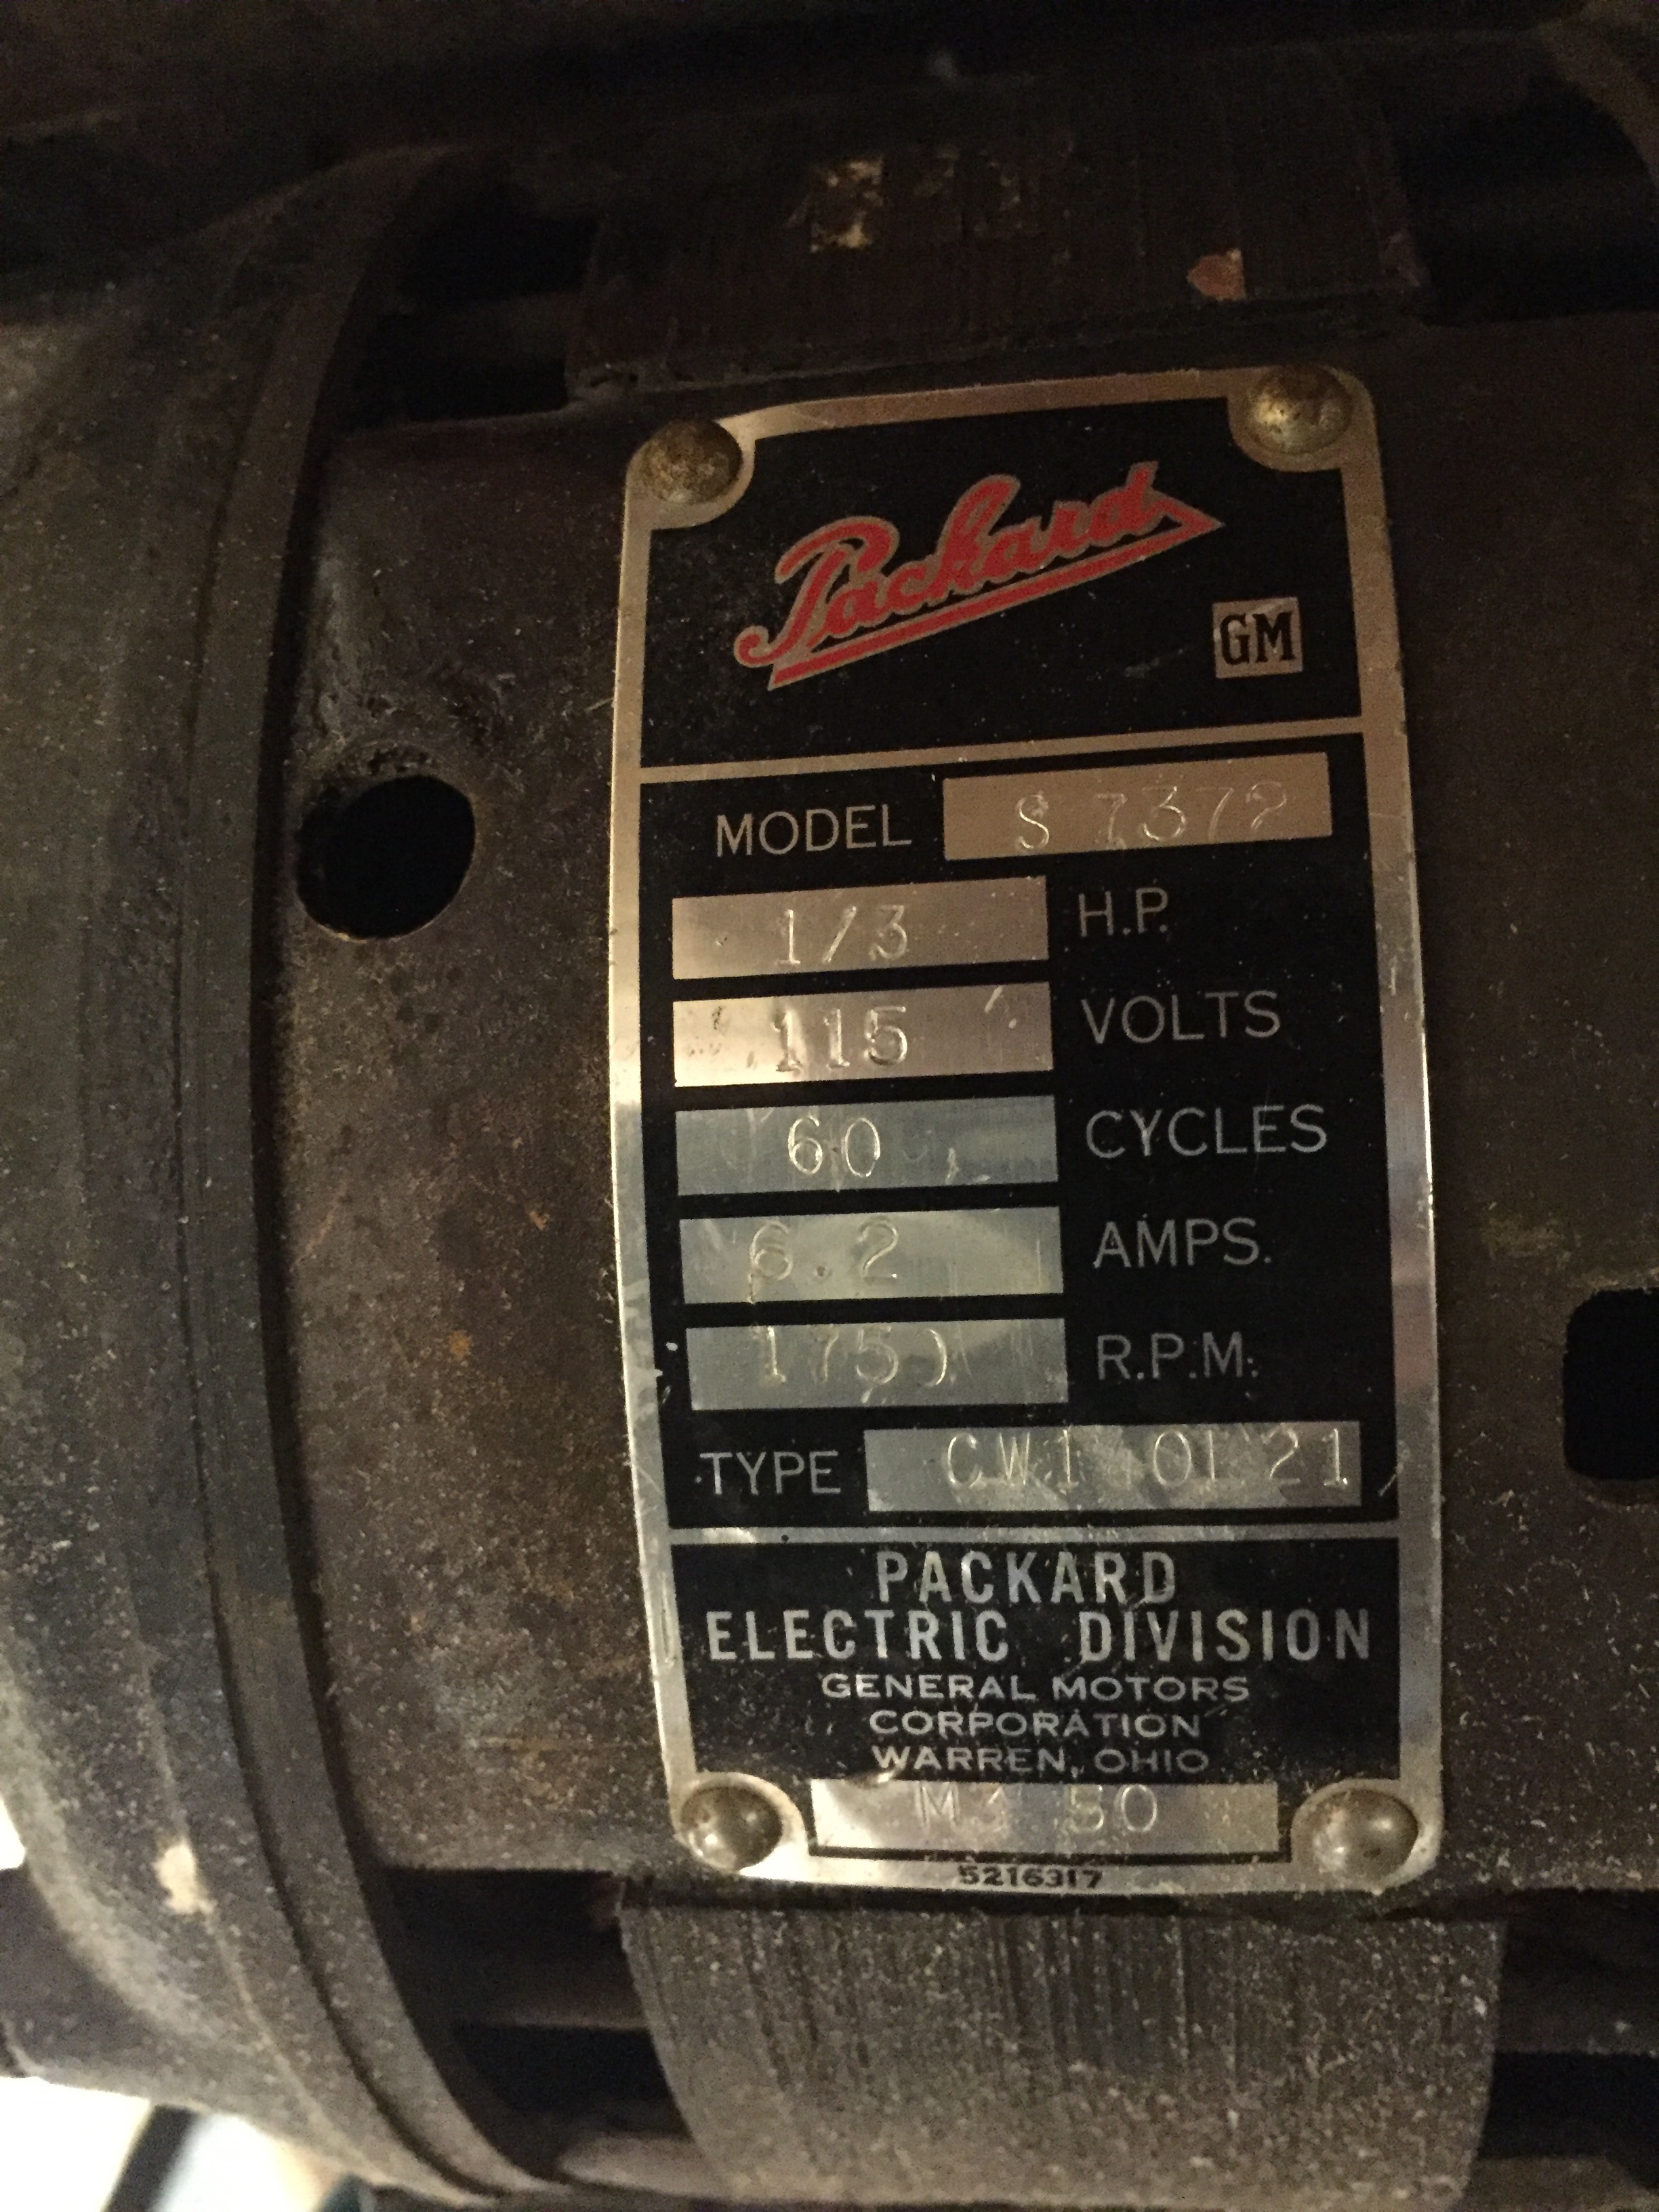 Packard
GM
MODEL S 7372
1/3 H.P.
115 VOLTS
60 CYCLES
6.2 AMPS.
1750 R.P.M.
TYPE
PACKARD
ELECTRIC DIVISION
GENERAL MOTORS
CORPORATION
WARREN, OHIO
5216317